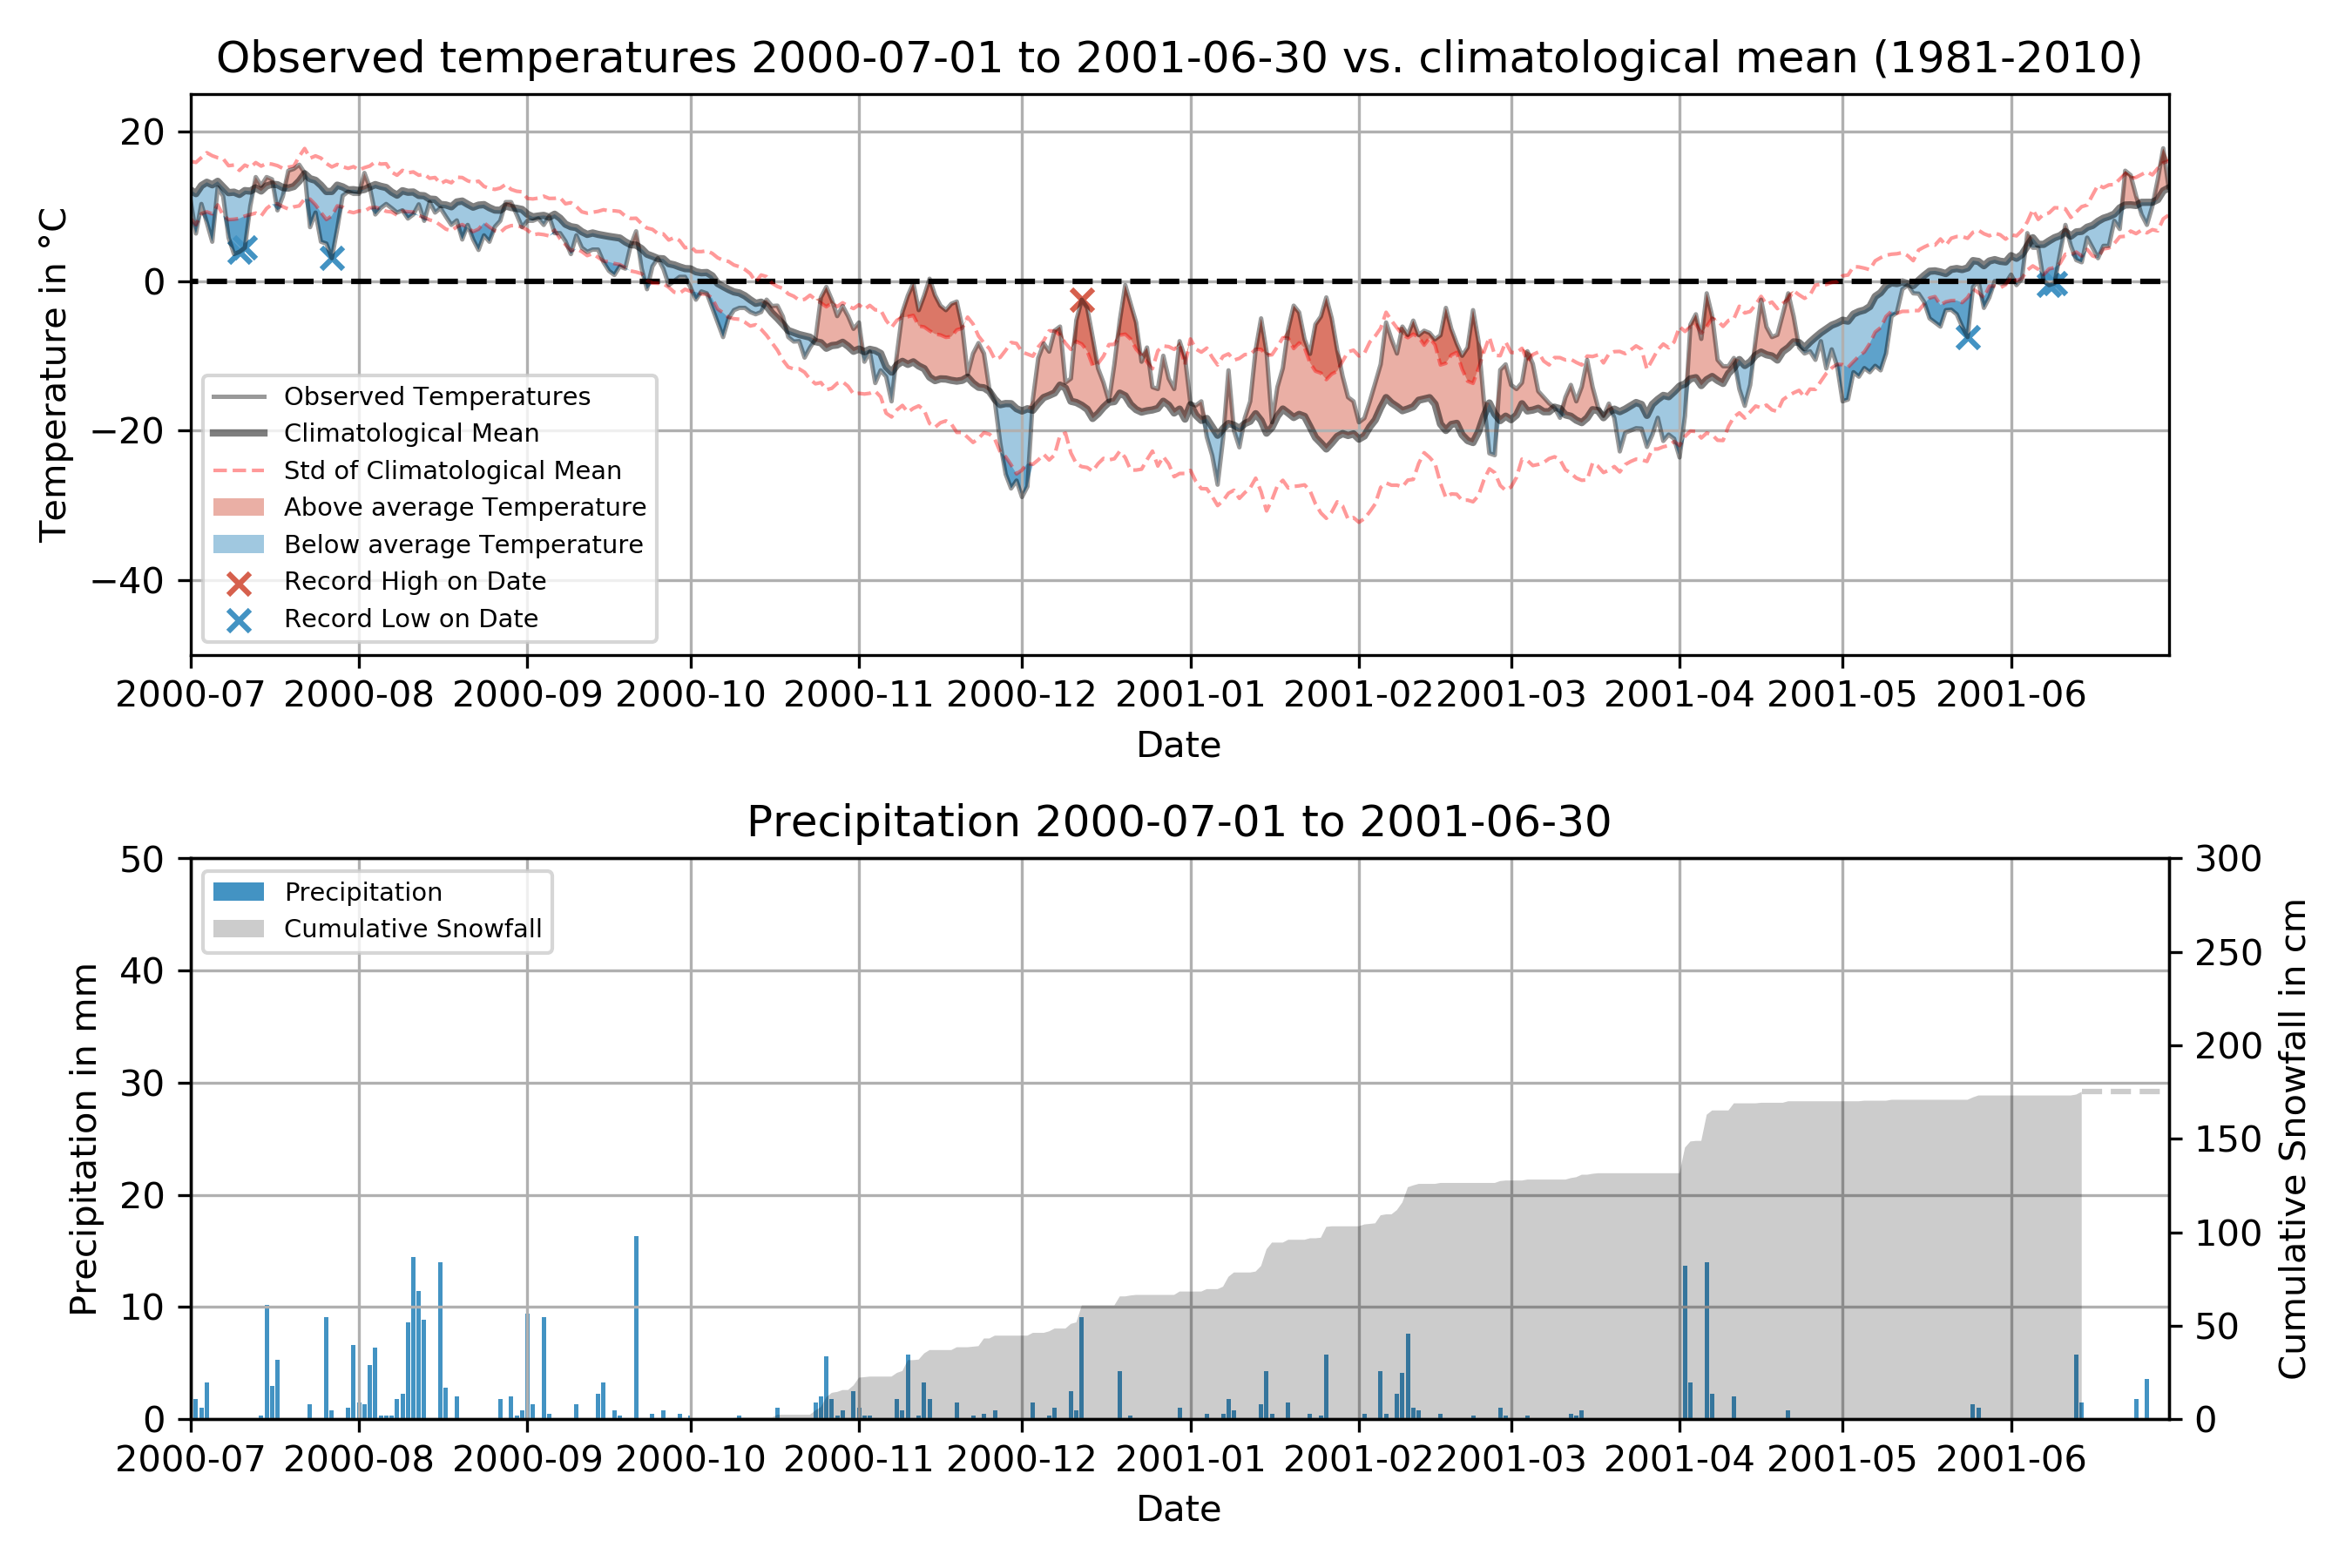 Observed temperatures 2000-07-01 to 2001-06-30 vs. climatological mean (1981-2010)
Temperature in °C
20
0
−20
−40
Observed Temperatures
Climatological Mean
Std of Climatological Mean
Above average Temperature
Below average Temperature
Record High on Date
Record Low on Date
2000-07 2000-08 2000-09 2000-10 2000-11 2000-12 2001-01 2001-02 2001-03 2001-04 2001-05 2001-06
Date
Precipitation 2000-07-01 to 2001-06-30
Precipitation in mm
50
40
30
20
10
0
Precipitation
Cumulative Snowfall
300
250
200
150
100
50
0
Cumulative Snowfall in cm
2000-07 2000-08 2000-09 2000-10 2000-11 2000-12 2001-01 2001-02 2001-03 2001-04 2001-05 2001-06
Date